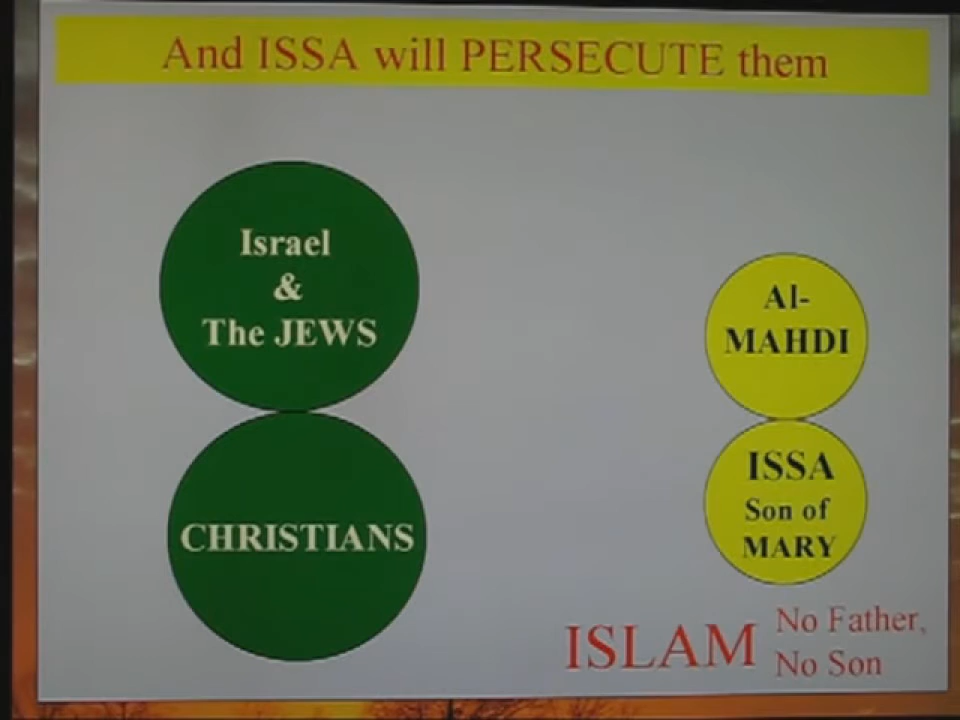 And ISSA will PERSECUTE them
Israel
&
The JEWS
CHRISTIANS
Al-
MAHDI
ISSA
Son of
MARY
ISLAM
No Father,
No Son